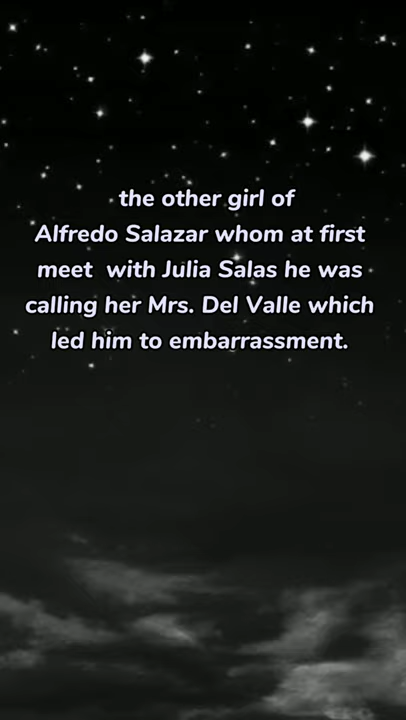 the other girl of
Alfredo Salazar whom at first
meet with Julia Salas he was
calling her Mrs. Del Valle which
led him to embarrassment.